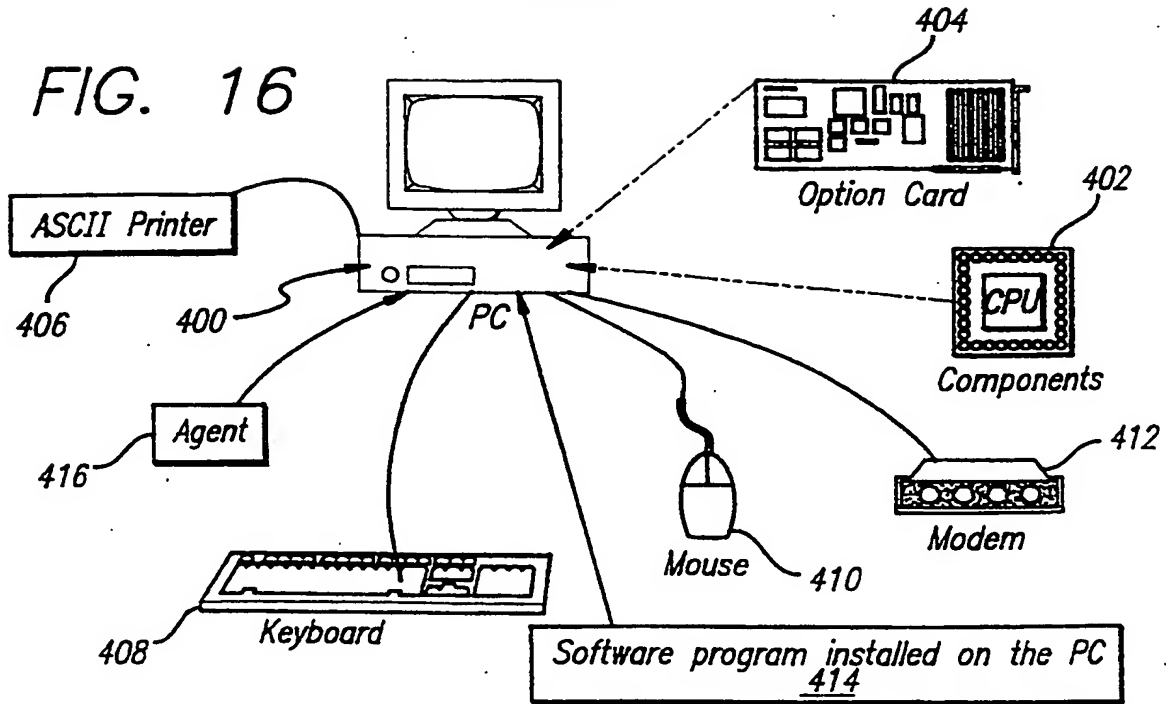 FIG. 16
404
Option Card
402
CPU
Components
ASCII Printer
406
400
PC
Agent
416
412
Modem
Mouse
410
Keyboard
408
Software program installed on the PC
414